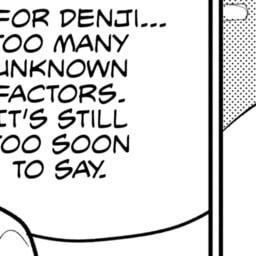 FOR DENJI...
TOO MANY
UNKNOWN
FACTORS.
IT'S STILL
TOO SOON
TO SAY.